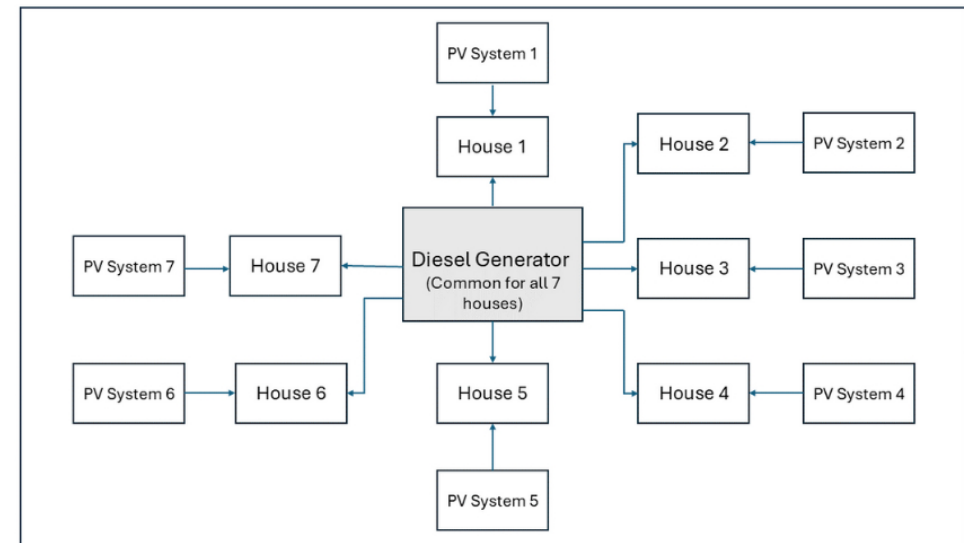 PV System 1
House 1
House 2
PV System 2
Diesel Generator
(Common for all 7
houses)
PV System 7
House 7
House 3
PV System 3
PV System 6
House 6
House 5
House 4
PV System 4
PV System 5